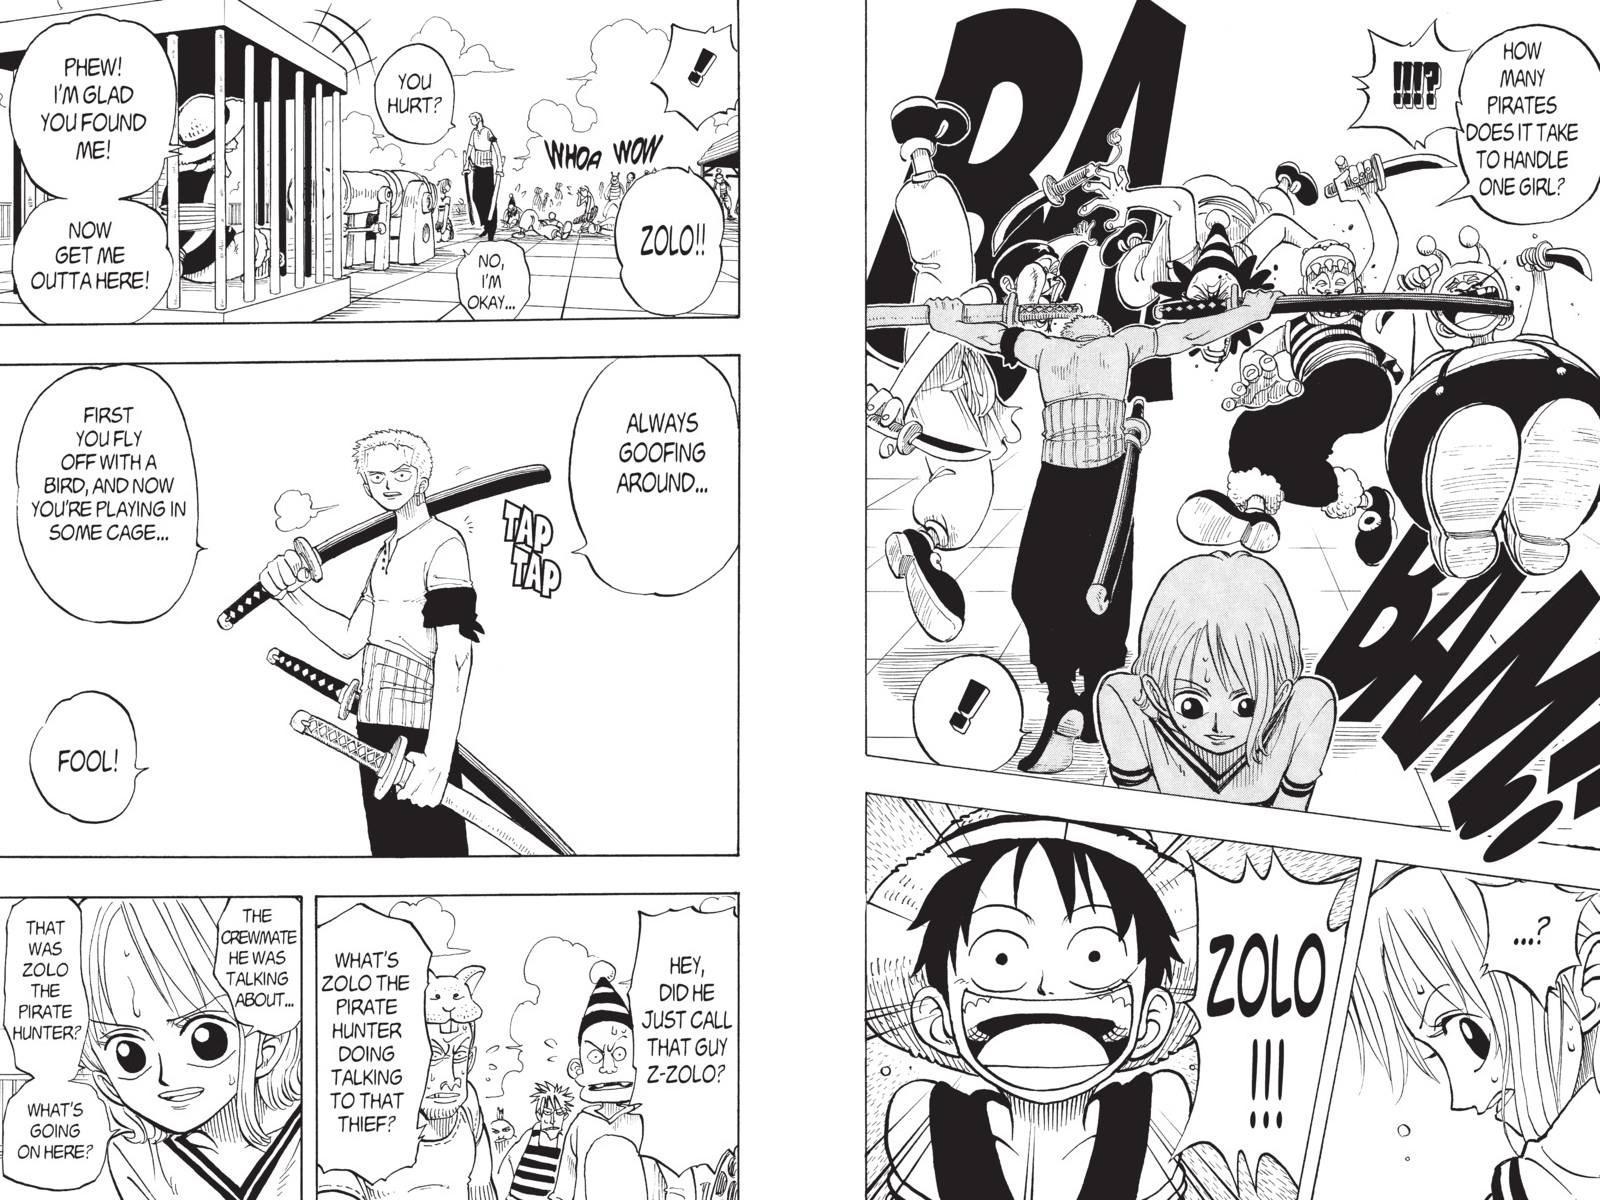 HOW
MANY
PIRATES
DOES IT TAKE
TO HANDLE
ONE GIRL?
!!!!?
BA
BA
BAM!!
!
...?
ZOLO
!!!
!
ZOLO!!
WHOA WOW
YOU
HURT?
NO,
I'M
OKAY...
PHEW!
I'M GLAD
YOU FOUND
ME!
NOW
GET ME
OUTTA HERE!
ALWAYS
GOOFING
AROUND...
TAP
TAP
FIRST
YOU FLY
OFF WITH A
BIRD, AND NOW
YOU'RE PLAYING IN
SOME CAGE...
FOOL!
HEY,
DID HE
JUST CALL
THAT GUY
Z-ZOLO?
WHAT'S
ZOLO THE
PIRATE
HUNTER
DOING
TALKING
TO THAT
THIEF?
THE
CREWMATE
HE WAS
TALKING
ABOUT...
THAT
WAS
ZOLO
THE
PIRATE
HUNTER?
WHAT'S
GOING
ON HERE?